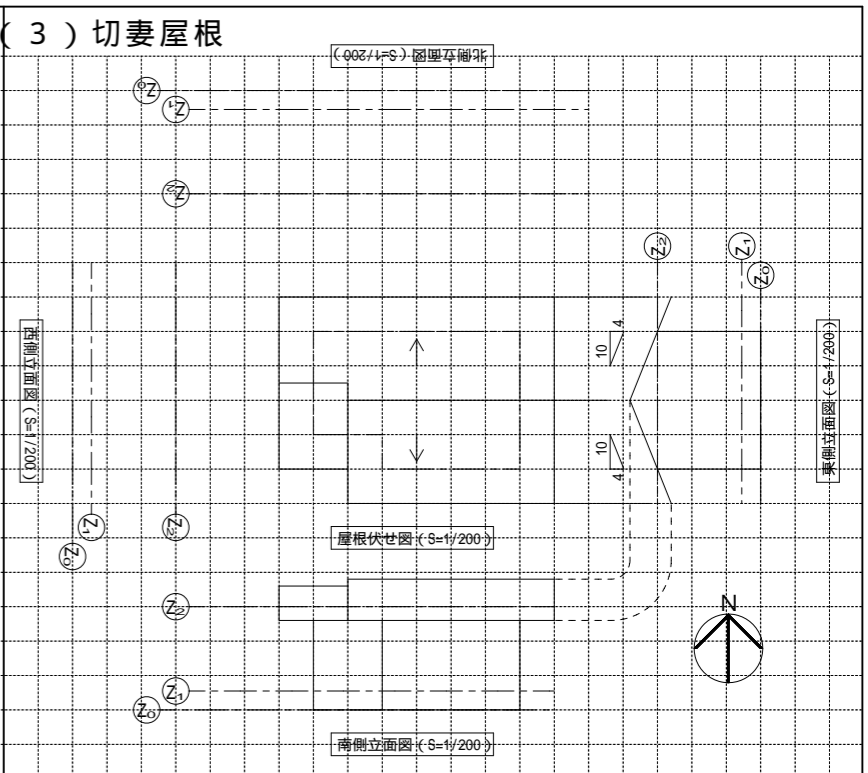 (3)切妻屋根
北側立面図(S=1/200)
Z₀
Z₁
Z₂
Z₂
Z₁
Z₀
4
10
西側立面図(S=1/200)
東側立面図(S=1/200)
10
4
Z₁
Z₂
Z₀
屋根伏せ図(S=1/200)
Z₂
N
Z₁
Z₀
南側立面図(S=1/200)